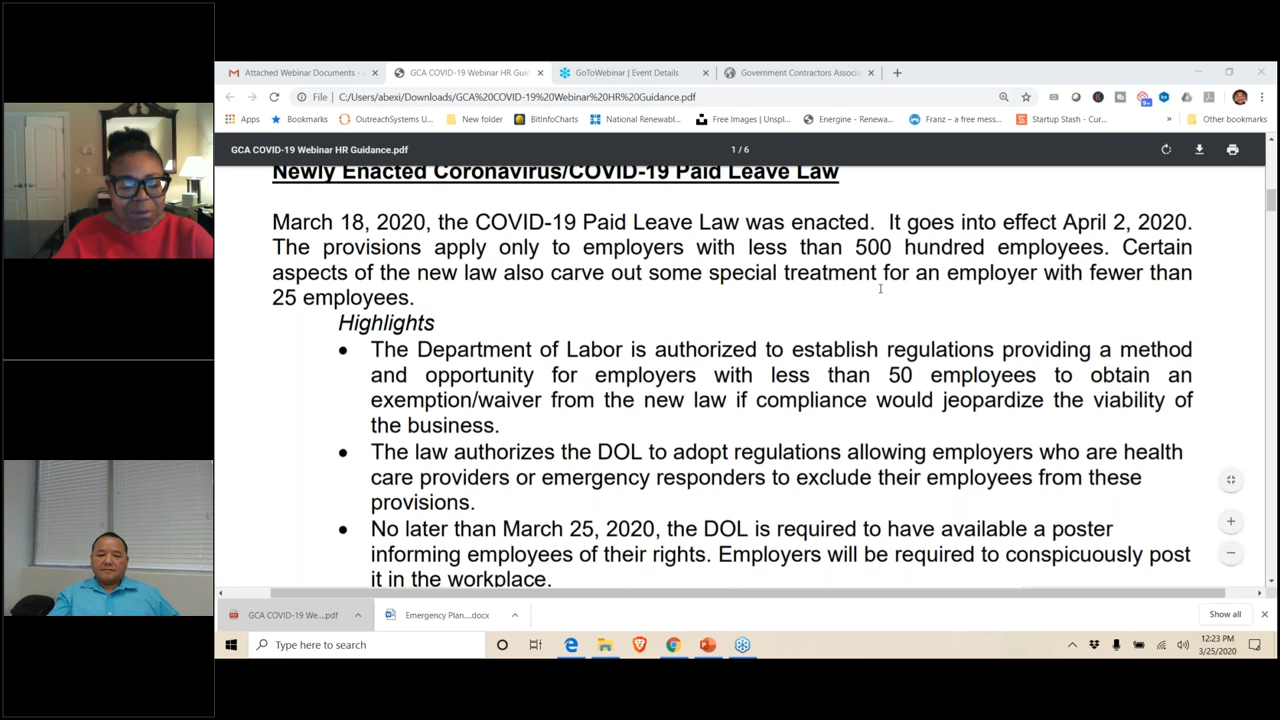 Attached Webinar Documents -
GCA COVID-19 Webinar HR Guid
GoToWebinar | Event Details
Government Contractors Associ
File
C:/Users/abexi/Downloads/GCA%20COVID-19%20Webinar%20HR%20Guidance.pdf
9+
Apps
Bookmarks
OutreachSystems U...
New folder
BitInfoCharts
National Renewabl...
Free Images | Unspl...
Energine - Renewa...
Franz – a free mess...
Startup Stash - Cur...
»
Other bookmarks
GCA COVID-19 Webinar HR Guidance.pdf
1 / 6
Newly Enacted Coronavirus/COVID-19 Paid Leave Law
March 18, 2020, the COVID-19 Paid Leave Law was enacted. It goes into effect April 2, 2020.
The provisions apply only to employers with less than 500 hundred employees. Certain
aspects of the new law also carve out some special treatment for an employer with fewer than
25 employees.
Highlights
• The Department of Labor is authorized to establish regulations providing a method
and opportunity for employers with less than 50 employees to obtain an
exemption/waiver from the new law if compliance would jeopardize the viability of
the business.
• The law authorizes the DOL to adopt regulations allowing employers who are health
care providers or emergency responders to exclude their employees from these
provisions.
• No later than March 25, 2020, the DOL is required to have available a poster
informing employees of their rights. Employers will be required to conspicuously post
it in the workplace.
GCA COVID-19 We....pdf
Emergency Plan....docx
Show all
Type here to search
12:23 PM
3/25/2020